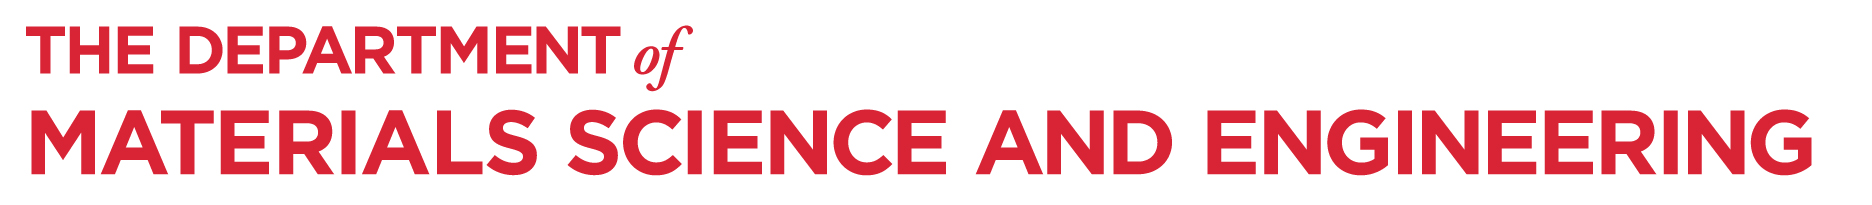 THE DEPARTMENT of
MATERIALS SCIENCE AND ENGINEERING